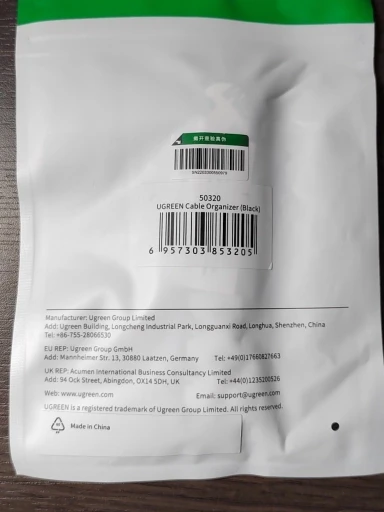 揭开查验真伪
50320
UGREEN Cable Organizer (Black)
6 957303 853205
Manufacturer: Ugreen Group Limited
Add: Ugreen Building, Longcheng Industrial Park, Longguanxi Road, Longhua, Shenzhen, China
Tel: +86-755-28066530
EU REP: Ugreen Group GmbH
Add: Mannheimer Str. 13, 30880 Laatzen, Germany Tel: +49(0)17660827663
UK REP: Acumen International Business Consultancy Limited
Add: 94 Ock Street, Abingdon, OX14 5DH, UK Tel: +44(0)1235200526
Web: www.ugreen.com Email: support@ugreen.com
UGREEN is a registered trademark of Ugreen Group Limited. All rights reserved.
Made in China